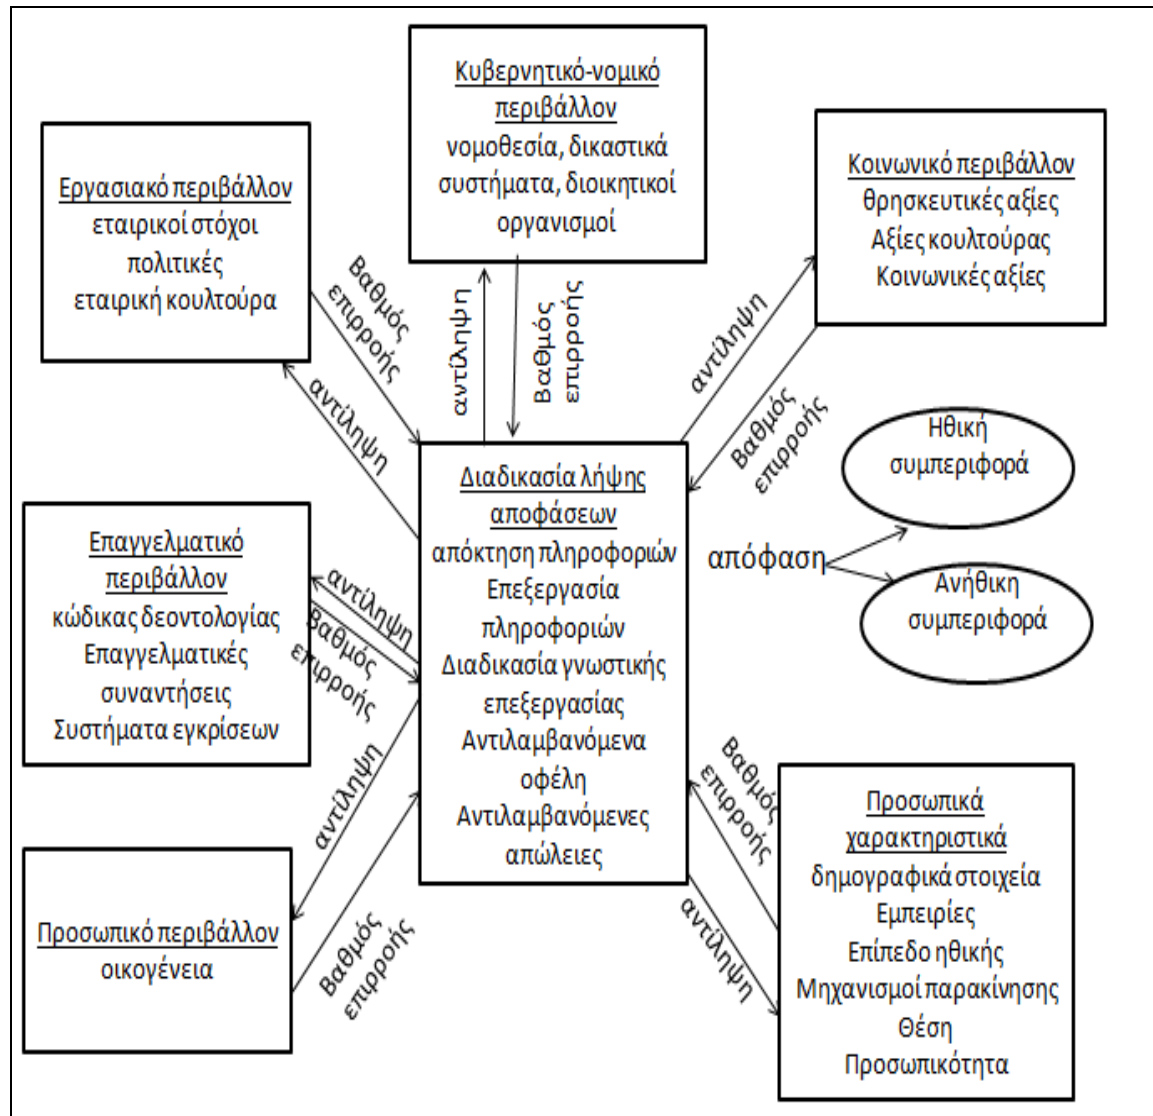 Κυβερνητικό-νομικό
περιβάλλον
νομοθεσία, δικαστικά
συστήματα, διοικητικοί
οργανισμοί
Εργασιακό περιβάλλον
εταιρικοί στόχοι
πολιτικές
εταιρική κουλτούρα
Κοινωνικό περιβάλλον
θρησκευτικές αξίες
Αξίες κουλτούρας
Κοινωνικές αξίες
Βαθμός
επιρροής
αντίληψη
αντίληψη
Βαθμός
επιρροής
αντίληψη
Βαθμός
επιρροής
Ηθική
συμπεριφορά
απόφαση
Ανήθικη
συμπεριφορά
Διαδικασία λήψης
αποφάσεων
απόκτηση πληροφοριών
Επεξεργασία
πληροφοριών
Διαδικασία γνωστικής
επεξεργασίας
Αντιλαμβανόμενα
οφέλη
Αντιλαμβανόμενες
απώλειες
Επαγγελματικό
περιβάλλον
κώδικας δεοντολογίας
Επαγγελματικές
συναντήσεις
Συστήματα εγκρίσεων
αντίληψη
Βαθμός
επιρροής
αντίληψη
Βαθμός
επιρροής
Προσωπικό περιβάλλον
οικογένεια
Βαθμός
επιρροής
αντίληψη
Προσωπικά
χαρακτηριστικά
δημογραφικά στοιχεία
Εμπειρίες
Επίπεδο ηθικής
Μηχανισμοί παρακίνησης
Θέση
Προσωπικότητα